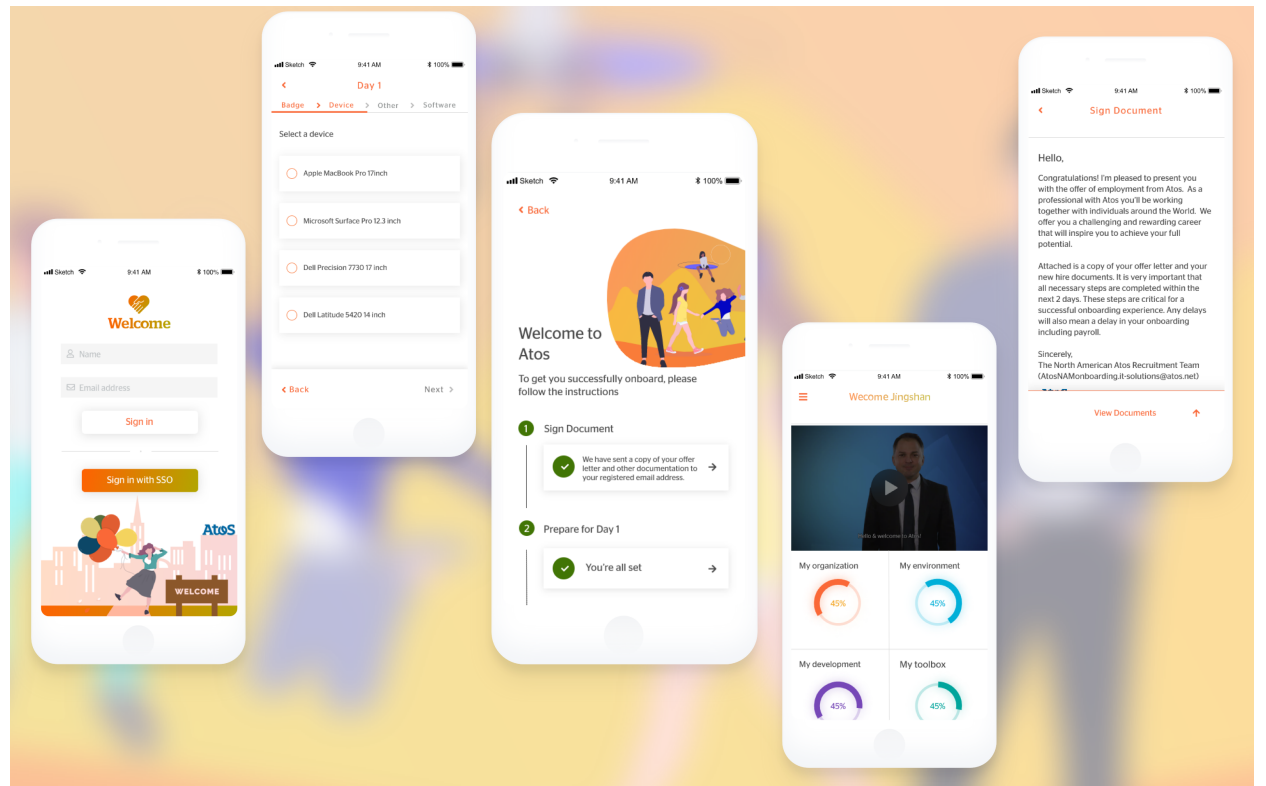 Sketch 9:41 AM 100%
Welcome
Name
Email address
Sign in
Sign in with SSO
Atos
WELCOME
Sketch 9:41 AM 100%
Day 1
Badge > Device > Other > Software
Select a device
Apple MacBook Pro 17inch
Microsoft Surface Pro 12.3 inch
Dell Precision 7730 17 inch
Dell Latitude 5420 14 inch
Back Next
Sketch 9:41 AM 100%
Back
Welcome to
Atos
To get you successfully onboard, please
follow the instructions
1 Sign Document
We have sent a copy of your offer
letter and other documentation to
your registered email address.
2 Prepare for Day 1
You're all set
Sketch 9:41 AM 100%
Wecome Jingshan
Hello & welcome to Atos!
My organization My environment
45% 45%
My development My toolbox
45% 45%
Sketch 9:41 AM 100%
Sign Document
Hello,
Congratulations! I'm pleased to present you
with the offer of employment from Atos. As a
professional with Atos you'll be working
together with individuals around the World. We
offer you a challenging and rewarding career
that will inspire you to achieve your full
potential.
Attached is a copy of your offer letter and your
new hire documents. It is very important that
all necessary steps are completed within the
next 2 days. These steps are critical for a
successful onboarding experience. Any delays
will also mean a delay in your onboarding
including payroll.
Sincerely,
The North American Atos Recruitment Team
(AtosNAMonboarding.it-solutions@atos.net)
View Documents